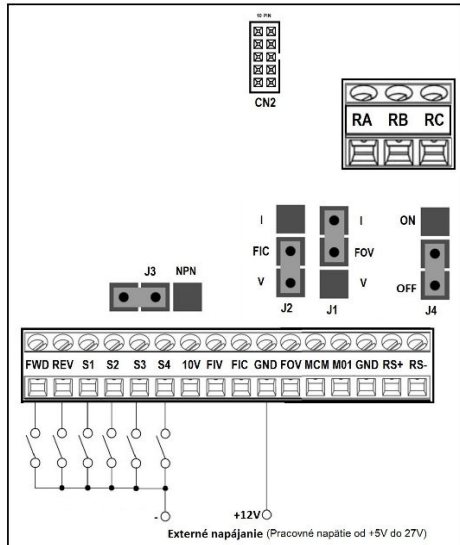 10 PIN
CN2
RA RB RC
I I ON
FIC FOV
J3 NPN V V OFF
J2 J1 J4
FWD REV S1 S2 S3 S4 10V FIV FIC GND FOV MCM M01 GND RS+ RS-
- +12V
Externé napájanie (Pracovné napätie od +5V do 27V)